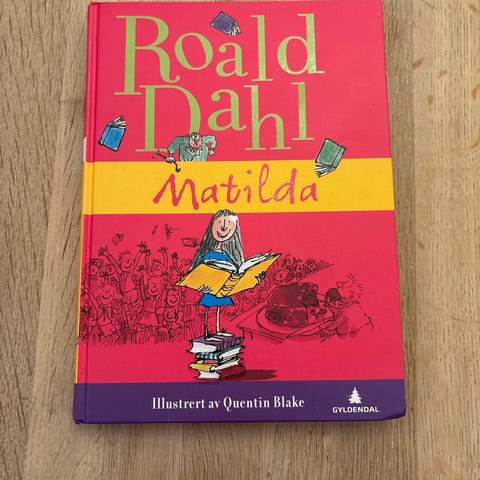 Roald
Dahl
Matilda
Illustrert av Quentin Blake
GYLDENDAL